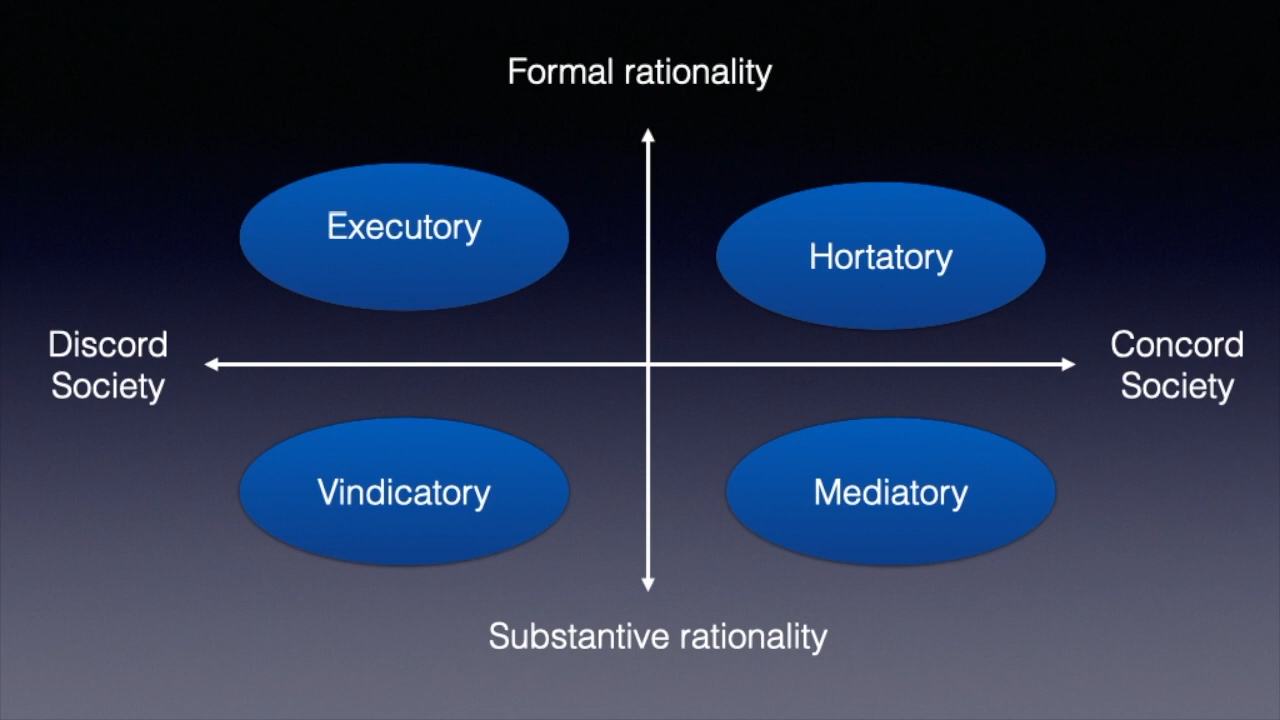 Formal rationality
Executory
Hortatory
Discord
Society
Concord
Society
Vindicatory
Mediatory
Substantive rationality